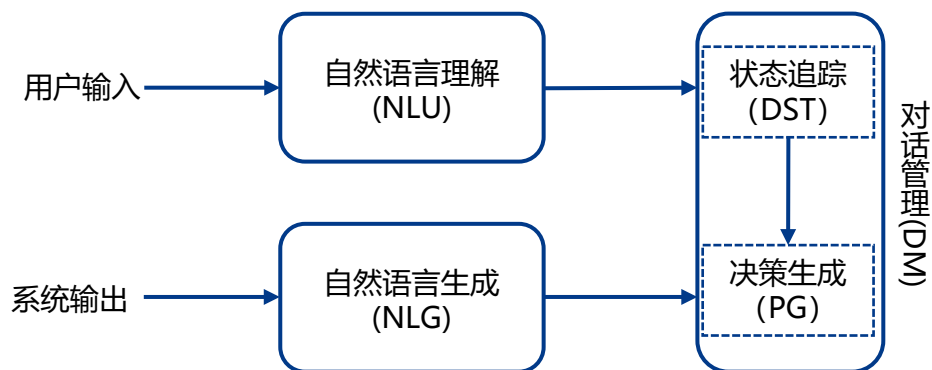 用户输入
自然语言理解
(NLU)
状态追踪
（DST）
对话管理(DM)
系统输出
自然语言生成
(NLG)
决策生成
（PG）